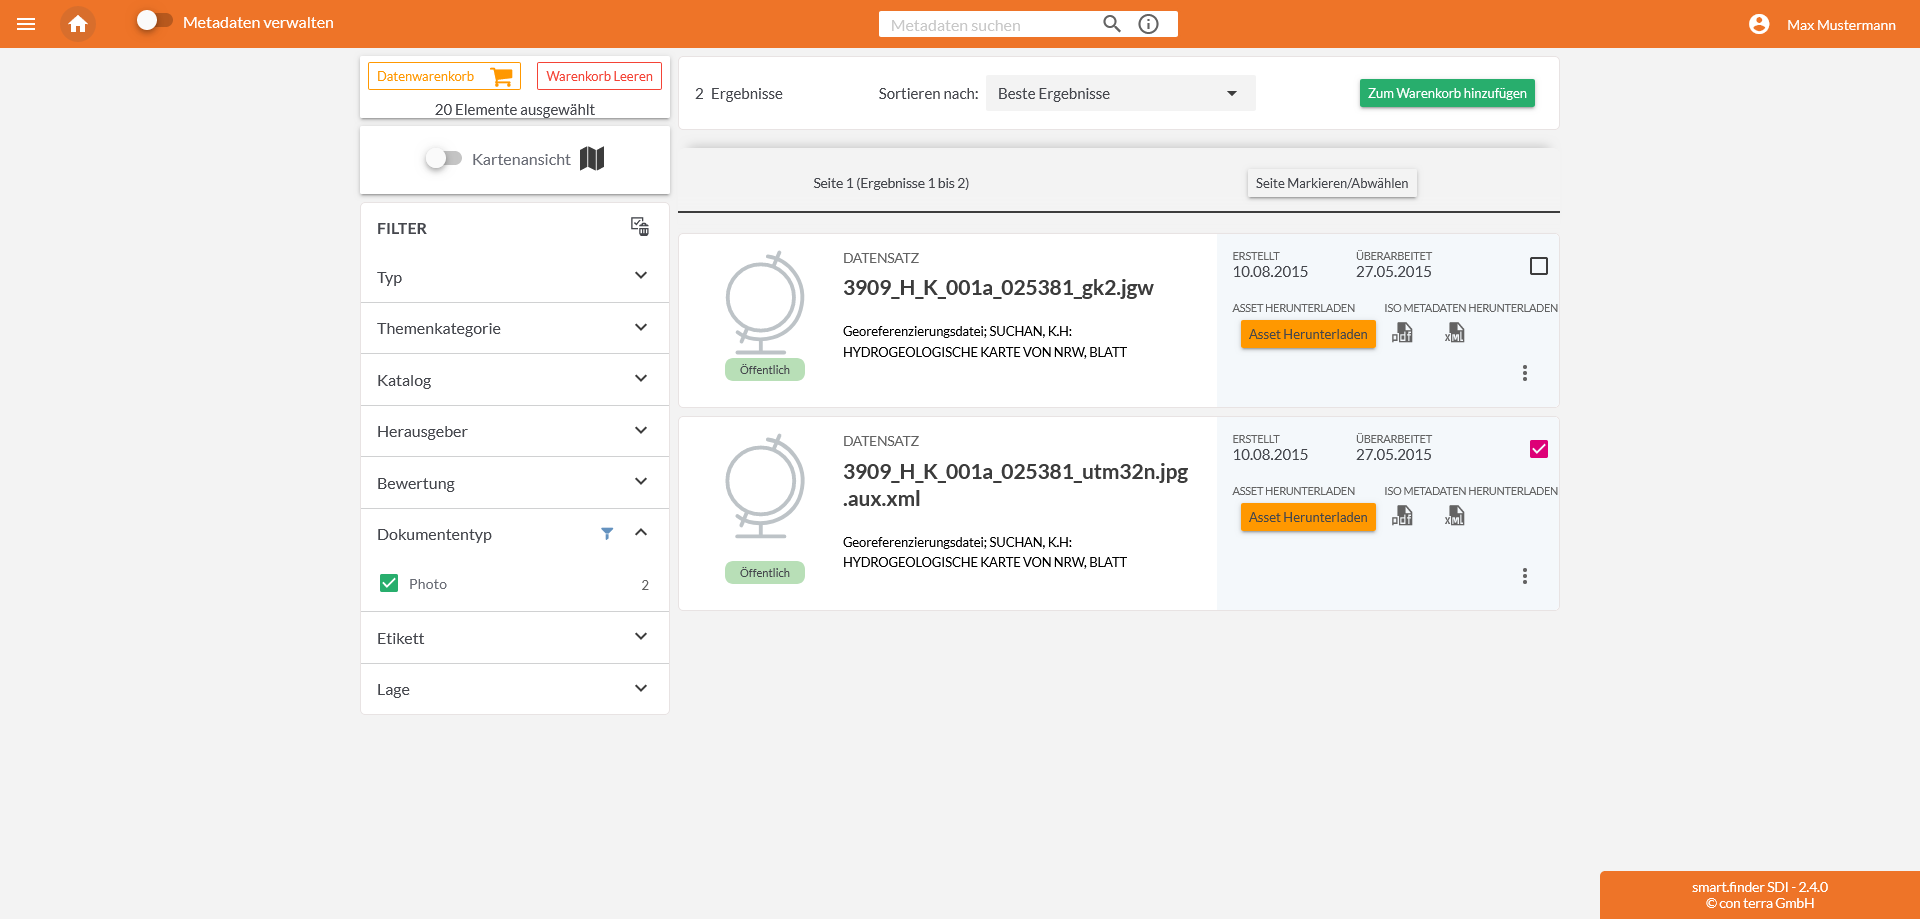 Metadaten verwalten
Metadaten suchen
Max Mustermann
Datenwarenkorb
Warenkorb Leeren
20 Elemente ausgewählt
Kartenansicht
FILTER
Typ
Themenkategorie
Katalog
Herausgeber
Bewertung
Dokumententyp
Photo 2
Etikett
Lage
2 Ergebnisse
Sortieren nach: Beste Ergebnisse
Zum Warenkorb hinzufügen
Seite 1 (Ergebnisse 1 bis 2)
Seite Markieren/Abwählen
DATENSATZ
3909_H_K_001a_025381_gk2.jgw
Georeferenzierungsdatei; SUCHAN, K.H:
HYDROGEOLOGISCHE KARTE VON NRW, BLATT
Öffentlich
ERSTELLT ÜBERARBEITET
10.08.2015 27.05.2015
ASSET HERUNTERLADEN ISO METADATEN HERUNTERLADEN
Asset Herunterladen pdf XML
DATENSATZ
3909_H_K_001a_025381_utm32n.jpg
.aux.xml
Georeferenzierungsdatei; SUCHAN, K.H:
HYDROGEOLOGISCHE KARTE VON NRW, BLATT
Öffentlich
ERSTELLT ÜBERARBEITET
10.08.2015 27.05.2015
ASSET HERUNTERLADEN ISO METADATEN HERUNTERLADEN
Asset Herunterladen pdf XML
smart.finder SDI - 2.4.0
© con terra GmbH